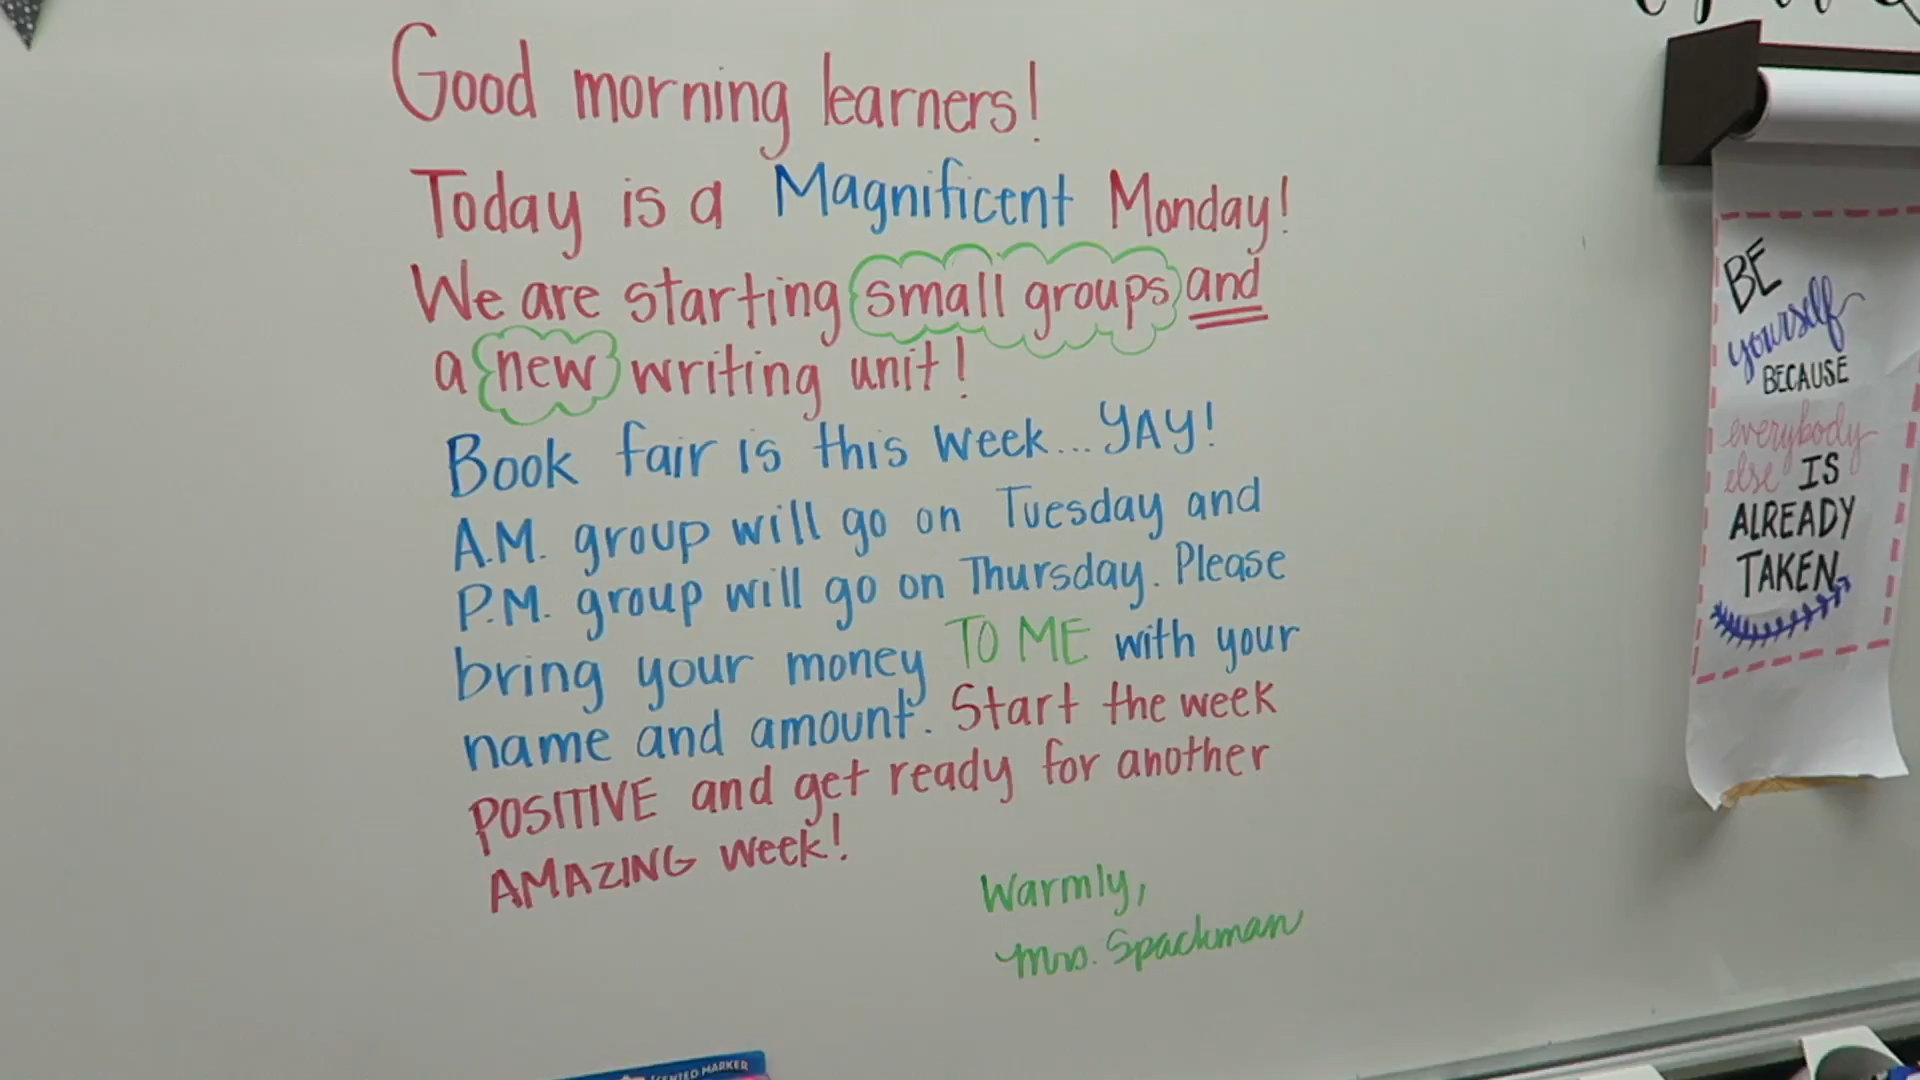 Good morning learners!
Today is a Magnificent Monday!
We are starting small groups and
a new writing unit!
Book fair is this week...YAY!
A.M. group will go on Tuesday and
P.M. group will go on Thursday. Please
bring your money TO ME with your
name and amount. Start the week
POSITIVE and get ready for another
AMAZING week!
Warmly,
Mrs. Spackman
BE
yourself
BECAUSE
everybody
else IS
ALREADY
TAKEN
MARKER